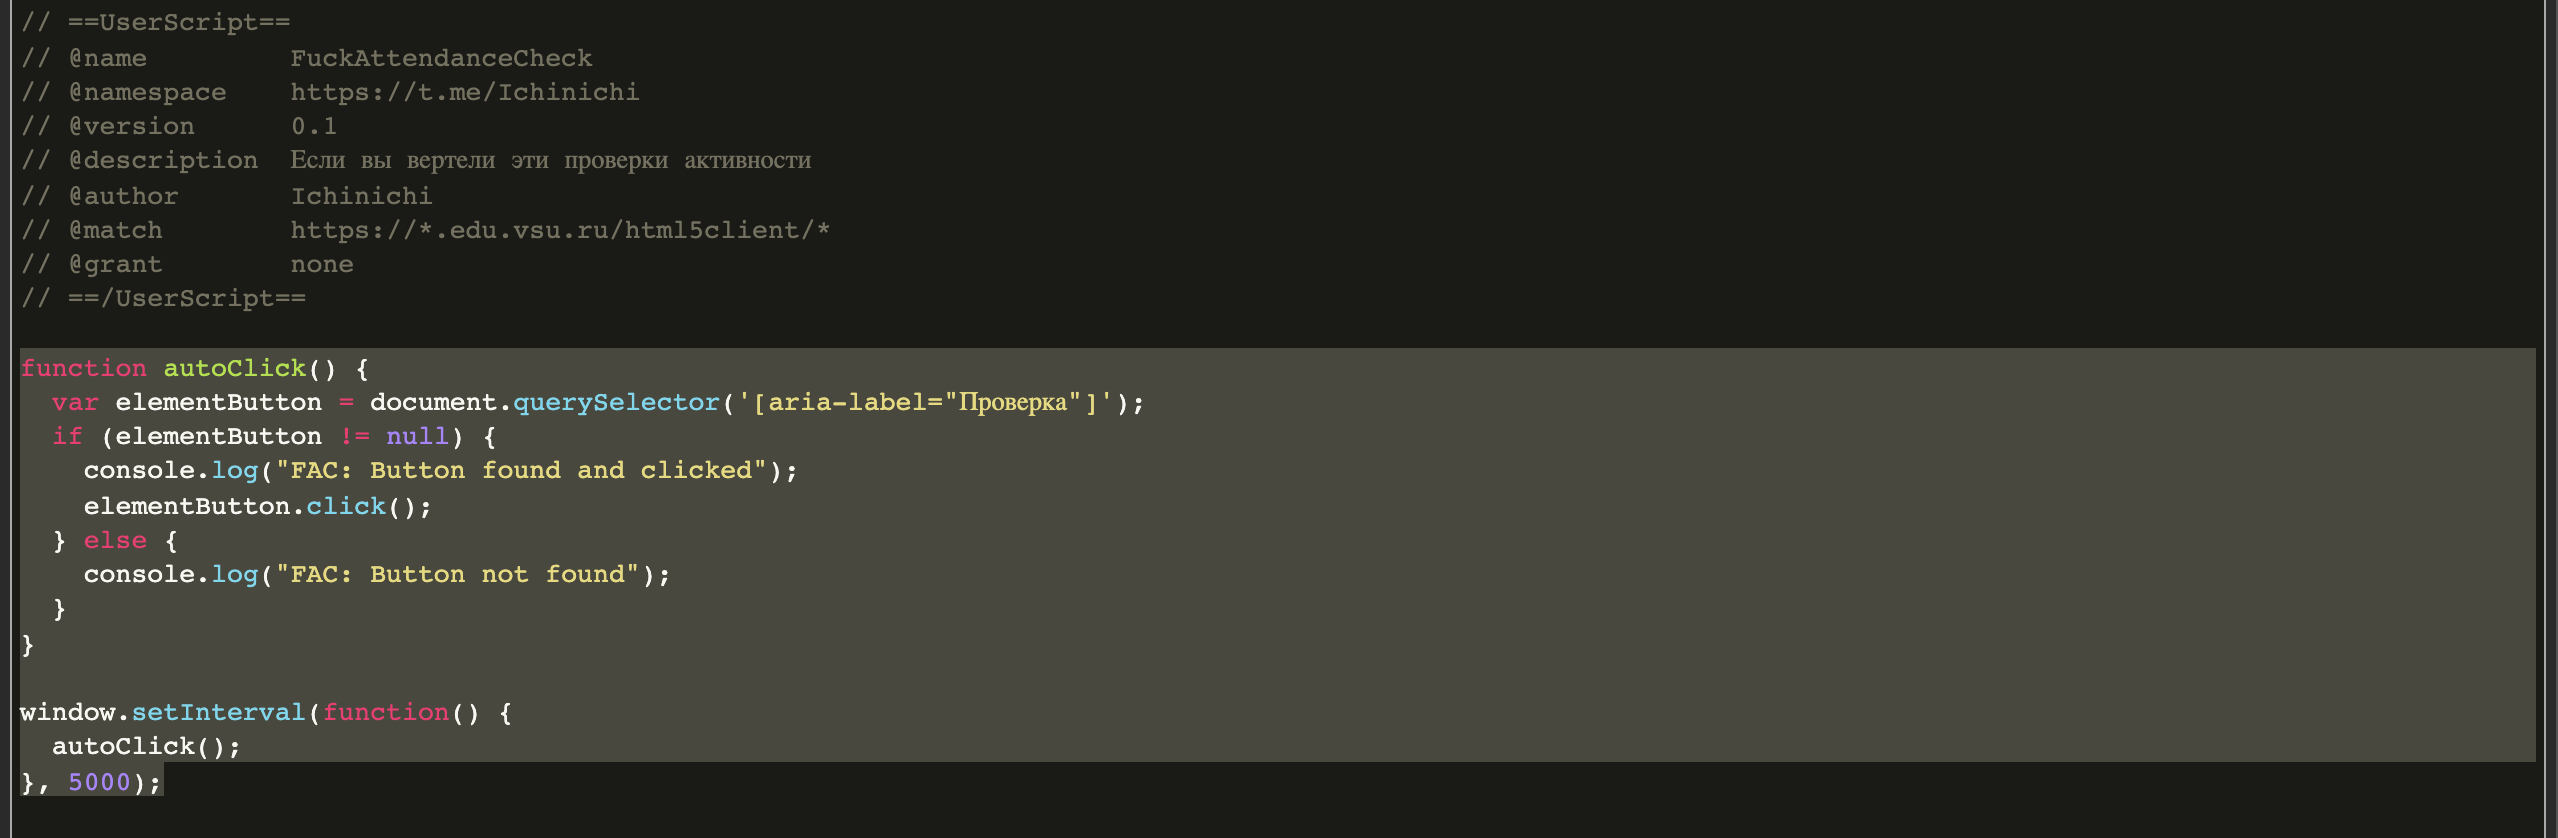 // ==UserScript==
// @name         FuckAttendanceCheck
// @namespace    https://t.me/Ichinichi
// @version      0.1
// @description  Если вы вертели эти проверки активности
// @author       Ichinichi
// @match        https://*.edu.vsu.ru/html5client/*
// @grant        none
// ==/UserScript==
function autoClick() {
  var elementButton = document.querySelector('[aria-label="Проверка"]');
  if (elementButton != null) {
    console.log("FAC: Button found and clicked");
    elementButton.click();
  } else {
    console.log("FAC: Button not found");
  }
}
window.setInterval(function() {
  autoClick();
}, 5000);